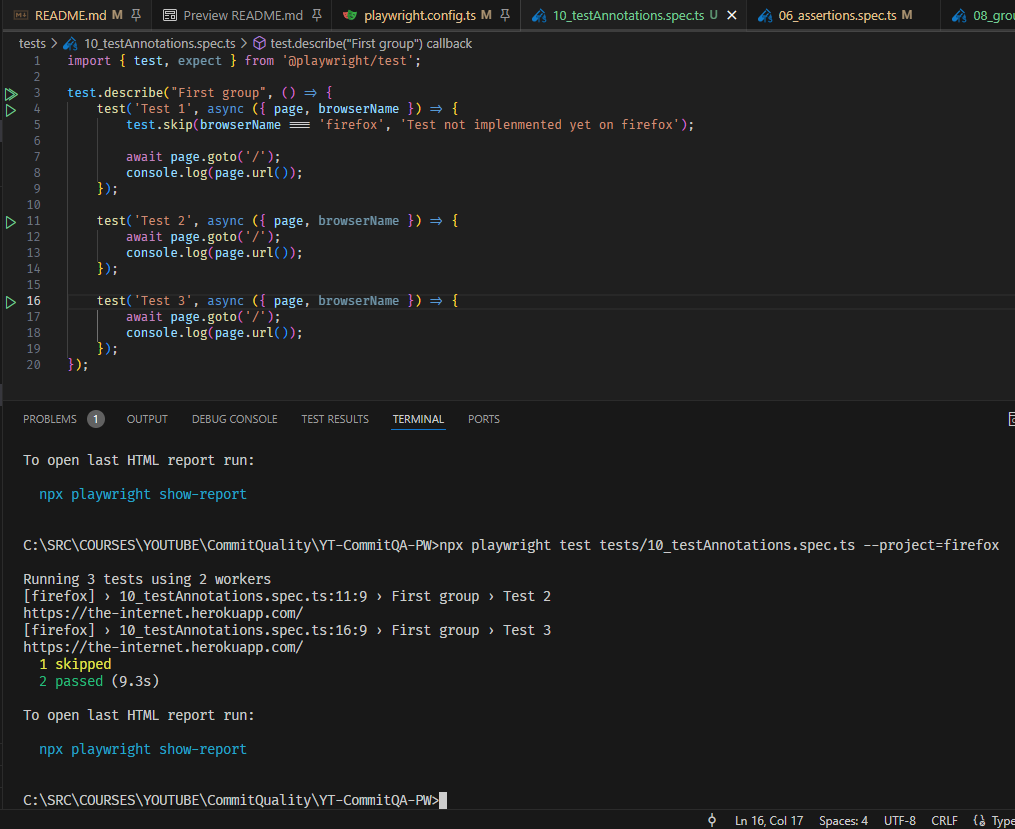 README.md M Preview README.md playwright.config.ts M 10_testAnnotations.spec.ts U 06_assertions.spec.ts M 08_grou
tests > 10_testAnnotations.spec.ts > test.describe("First group") callback
1 import { test, expect } from '@playwright/test';
2
3 test.describe("First group", () => {
4 test('Test 1', async ({ page, browserName }) => {
5 test.skip(browserName === 'firefox', 'Test not implenmented yet on firefox');
6
7 await page.goto('/');
8 console.log(page.url());
9 });
10
11 test('Test 2', async ({ page, browserName }) => {
12 await page.goto('/');
13 console.log(page.url());
14 });
15
16 test('Test 3', async ({ page, browserName }) => {
17 await page.goto('/');
18 console.log(page.url());
19 });
20 });
PROBLEMS 1 OUTPUT DEBUG CONSOLE TEST RESULTS TERMINAL PORTS
To open last HTML report run:
npx playwright show-report
C:\SRC\COURSES\YOUTUBE\CommitQuality\YT-CommitQA-PW>npx playwright test tests/10_testAnnotations.spec.ts --project=firefox
Running 3 tests using 2 workers
[firefox] › 10_testAnnotations.spec.ts:11:9 › First group › Test 2
https://the-internet.herokuapp.com/
[firefox] › 10_testAnnotations.spec.ts:16:9 › First group › Test 3
https://the-internet.herokuapp.com/
1 skipped
2 passed (9.3s)
To open last HTML report run:
npx playwright show-report
C:\SRC\COURSES\YOUTUBE\CommitQuality\YT-CommitQA-PW>
Ln 16, Col 17 Spaces: 4 UTF-8 CRLF {} Type